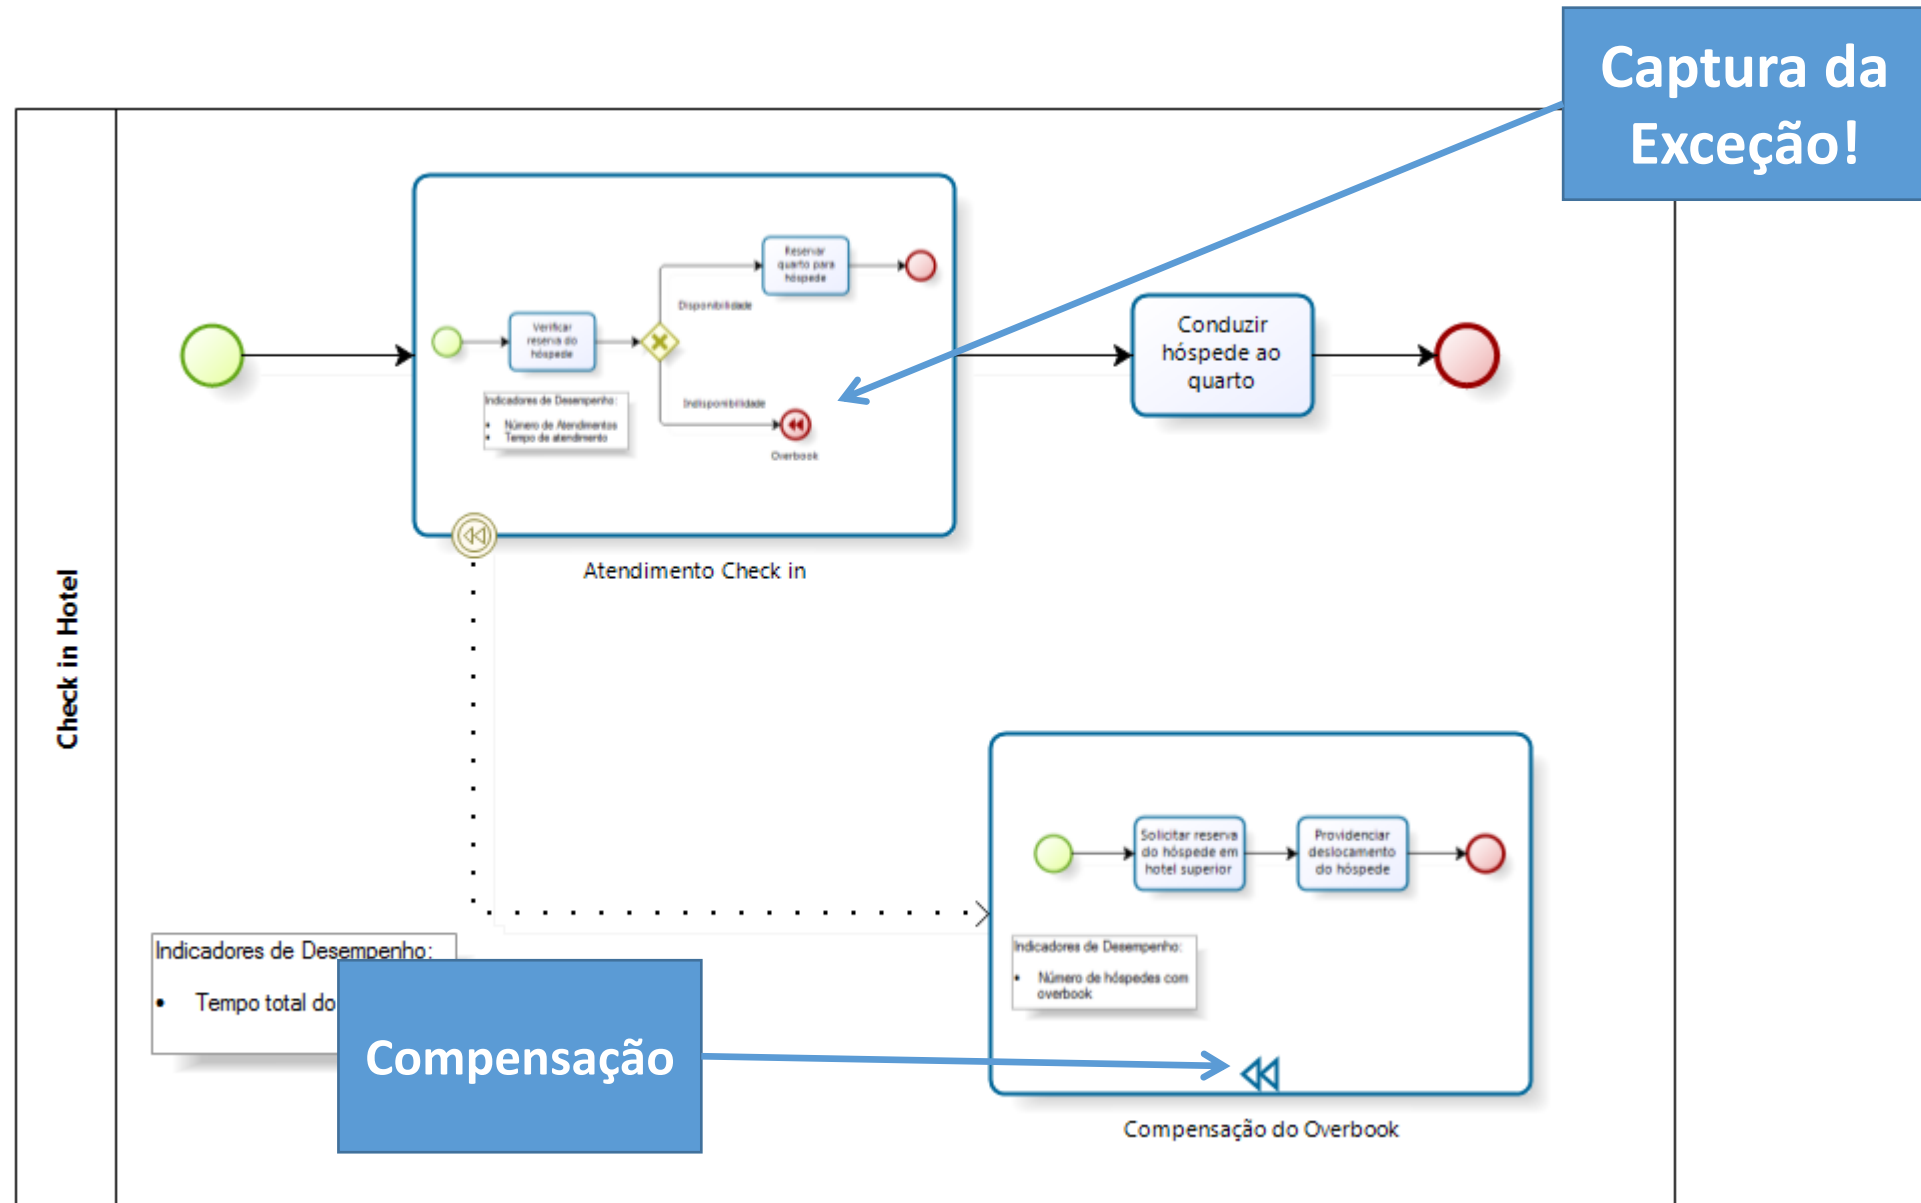 Captura da
Exceção!
Check in Hotel
Reservar
quarto para
hóspede
Disponibilidade
Verificar
reserva do
hóspede
Conduzir
hóspede ao
quarto
Indicadores de Desempenho:
• Número de Atendimentos
• Tempo de atendimento
Indisponibilidade
Overbook
Atendimento Check in
Solicitar reserva
do hóspede em
hotel superior
Providenciar
deslocamento
do hóspede
Indicadores de Desempenho:
• Tempo total do
Indicadores de Desempenho:
• Número de hóspedes com
overbook
Compensação
Compensação do Overbook